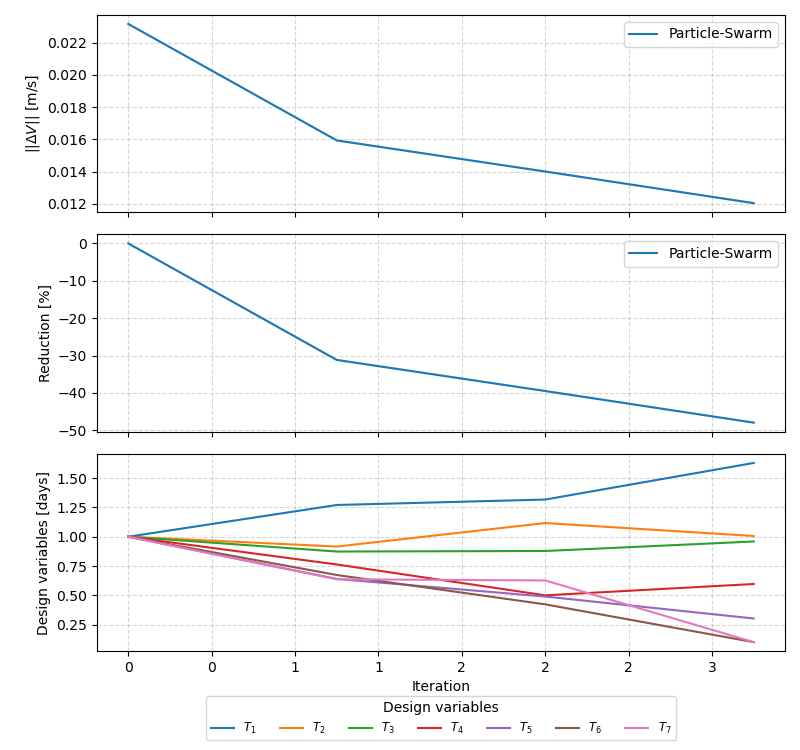 ||ΔV|| [m/s]
0.022
0.020
0.018
0.016
0.014
0.012
Particle-Swarm
Reduction [%]
0
−10
−20
−30
−40
−50
Particle-Swarm
Design variables [days]
1.50
1.25
1.00
0.75
0.50
0.25
0 0 1 1 2 2 2 3
Iteration
Design variables
T₁ T₂ T₃ T₄ T₅ T₆ T₇